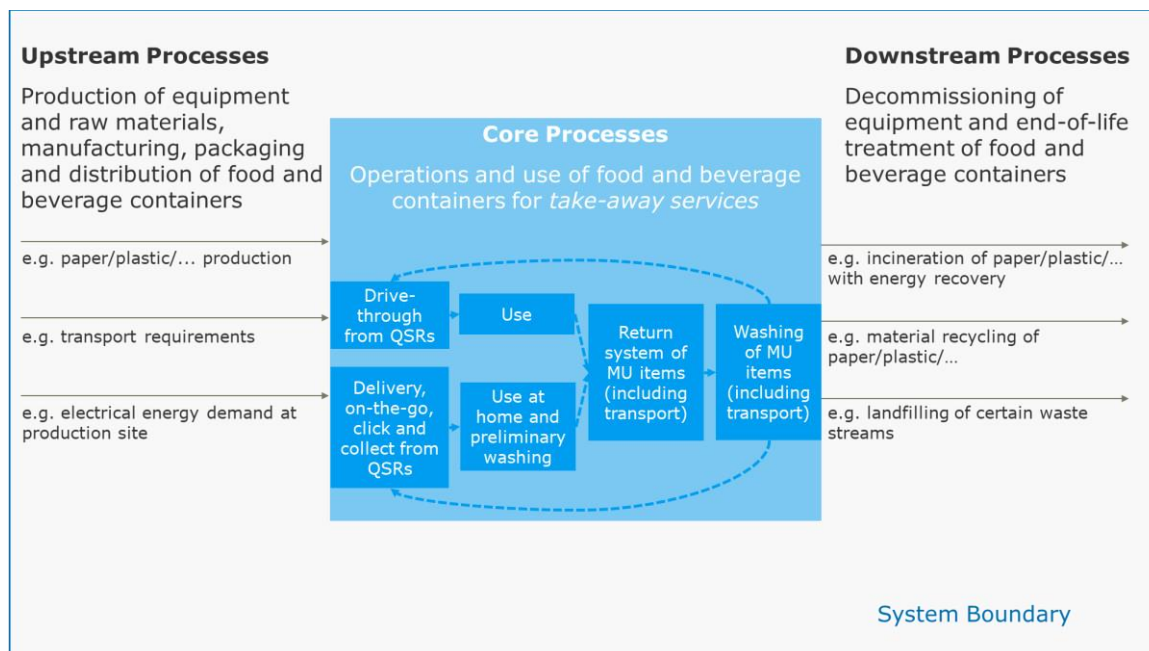 Upstream Processes
Production of equipment
and raw materials,
manufacturing, packaging
and distribution of food and
beverage containers
e.g. paper/plastic/... production
e.g. transport requirements
e.g. electrical energy demand at
production site
Core Processes
Operations and use of food and beverage
containers for take-away services
Drive-
through
from QSRs
Use
Delivery,
on-the-go,
click and
collect from
QSRs
Use at
home and
preliminary
washing
Return
system of
MU items
(including
transport)
Washing
of MU
items
(including
transport)
Downstream Processes
Decommissioning of
equipment and end-of-life
treatment of food and
beverage containers
e.g. incineration of paper/plastic/...
with energy recovery
e.g. material recycling of
paper/plastic/...
e.g. landfilling of certain waste
streams
System Boundary